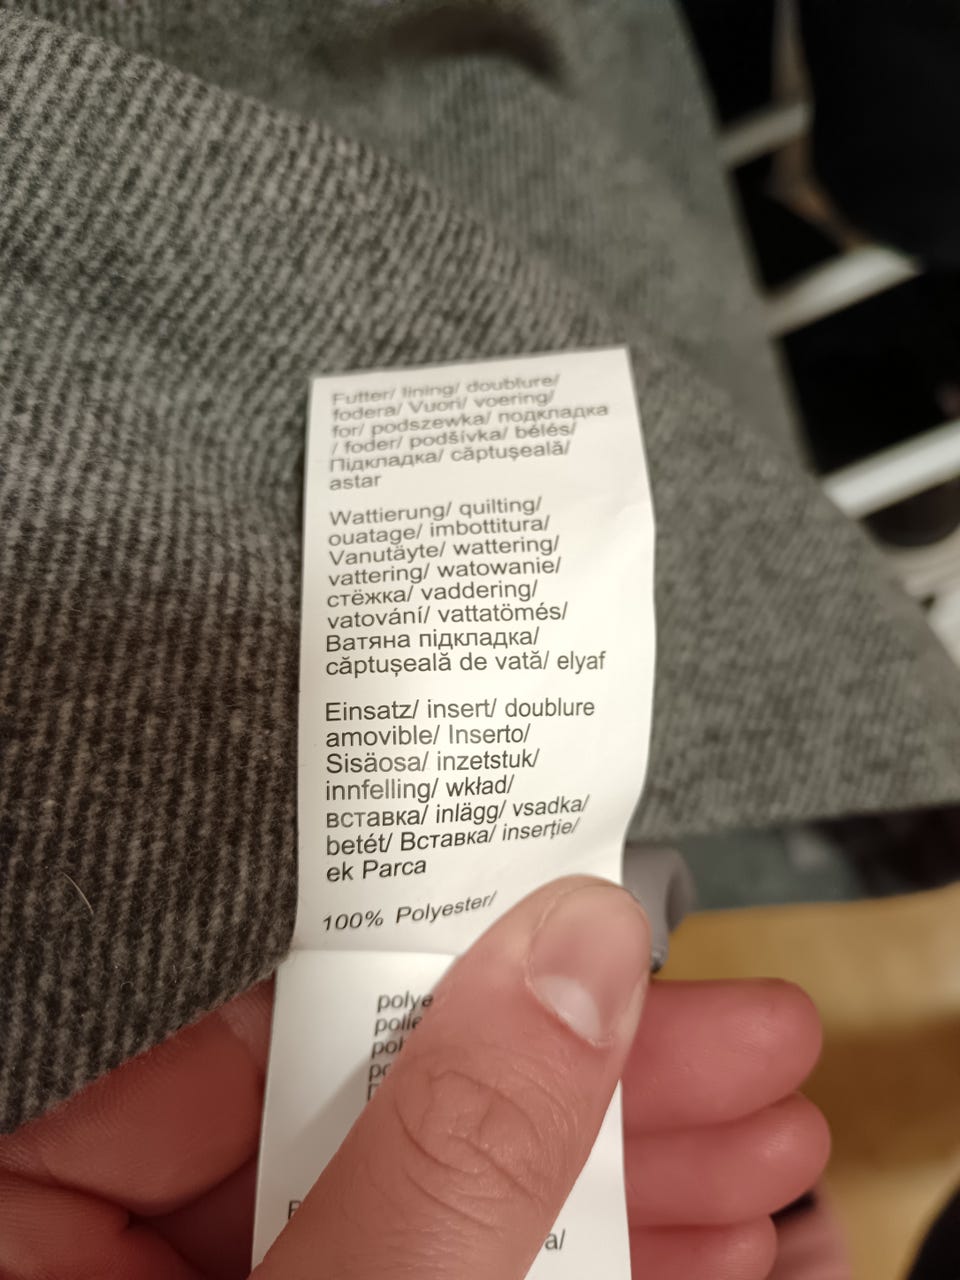 Futter/ lining/ doublure/
fodera/ Vuori/ voering/
for/ podszewka/ подкладка
/ foder/ podšívka/ bélés/
Підкладка/ căptușeală/
astar
Wattierung/ quilting/
ouatage/ imbottitura/
Vanutäyte/ wattering/
vattering/ watowanie/
стёжка/ vaddering/
vatování/ vattatömés/
Ватяна підкладка/
căptușeală de vată/ elyaf
Einsatz/ insert/ doublure
amovible/ Inserto/
Sisäosa/ inzetstuk/
innfelling/ wkład/
вставка/ inlägg/ vsadka/
betét/ Вставка/ inserție/
ek Parca
100% Polyester/